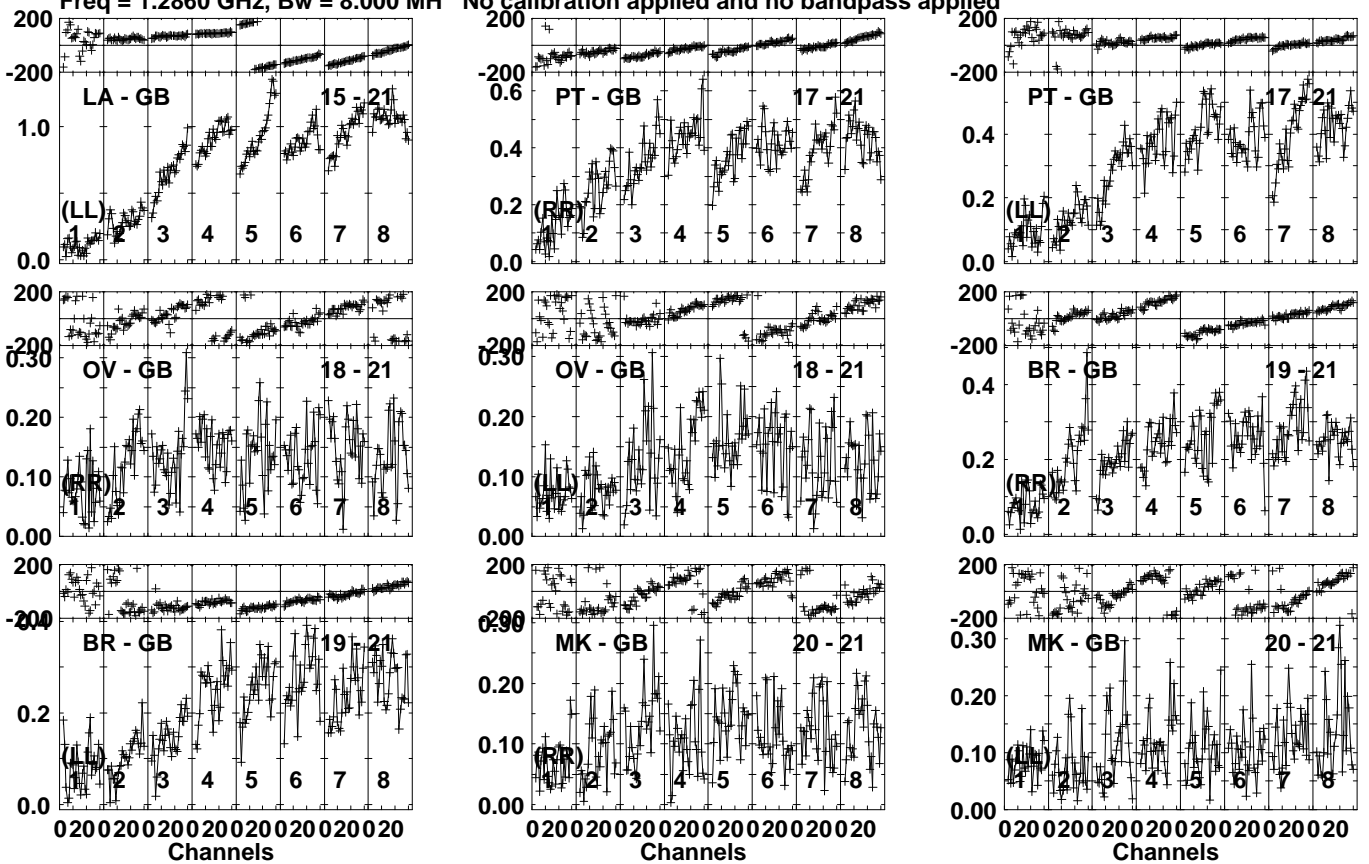 Freq = 1.2860 GHz, Bw = 8.000 MH No calibration applied and no bandpass applied
200 200 200
-200 -200 -200
LA - GB 15 - 21 PT - GB 17 - 21 PT - GB 17 - 21
0.6
1.0 0.4 0.4
0.2 0.2
(LL) (RR) (LL)
1 2 3 4 5 6 7 8 1 2 3 4 5 6 7 8 1 2 3 4 5 6 7 8
0.0 0.0 0.0
200 200 200
-200 -200 -200
0.30 0.30
OV - GB 18 - 21 OV - GB 18 - 21 BR - GB 19 - 21
0.4
0.20 0.20
0.2
0.10 0.10
(RR) (LL) (RR)
1 2 3 4 5 6 7 8 1 2 3 4 5 6 7 8 1 2 3 4 5 6 7 8
0.00 0.00 0.0
200 200 200
-200 -200 -200
0.4 0.30 0.30
BR - GB 19 - 21 MK - GB 20 - 21 MK - GB 20 - 21
0.2 0.20 0.20
0.10 0.10
(LL) (RR) (LL)
1 2 3 4 5 6 7 8 1 2 3 4 5 6 7 8 1 2 3 4 5 6 7 8
0.0 0.00 0.00
0 20 0 20 0 20 0 20 0 20 0 20 0 20 0 20 0 20 0 20 0 20 0 20 0 20 0 20 0 20 0 20 0 20 0 20 0 20 0 20 0 20 0 20 0 20 0 20
Channels Channels Channels